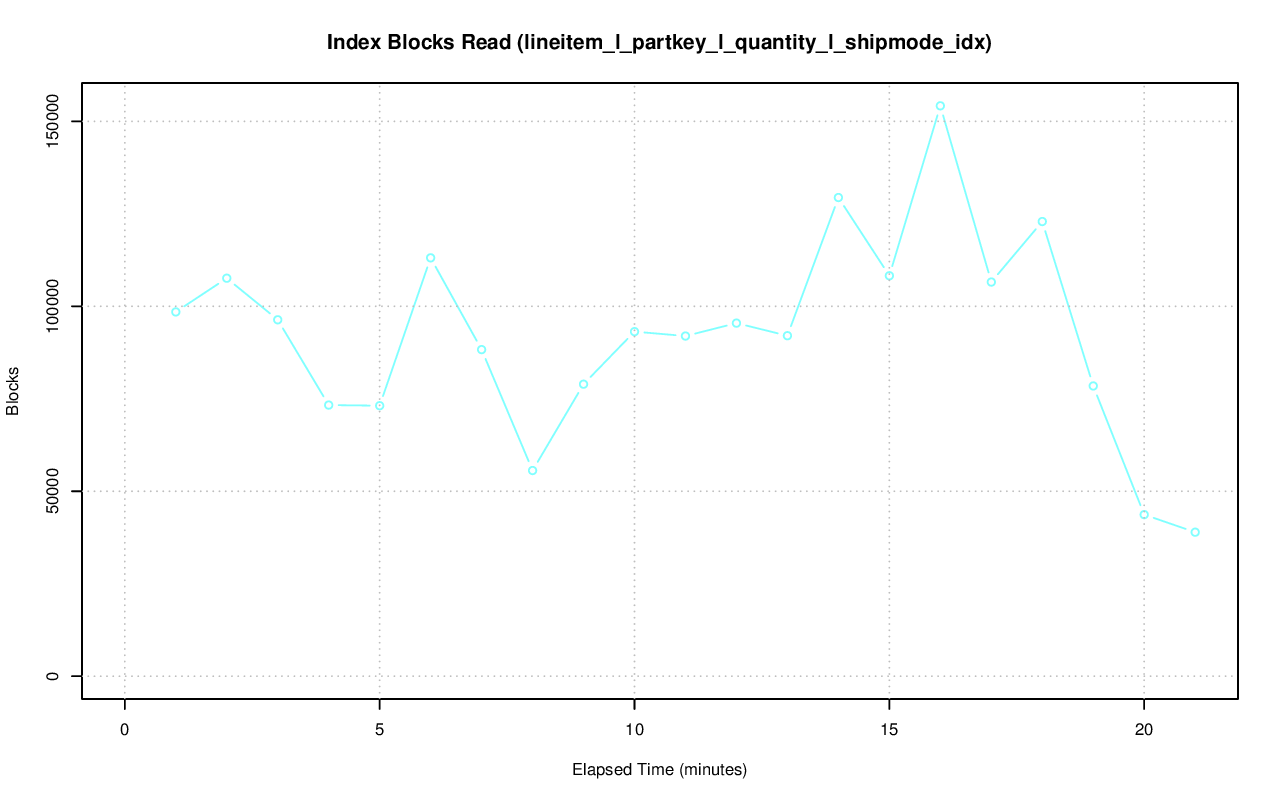 Index Blocks Read (lineitem_l_partkey_l_quantity_l_shipmode_idx)
150000
100000
50000
0
Blocks
0 5 10 15 20
Elapsed Time (minutes)